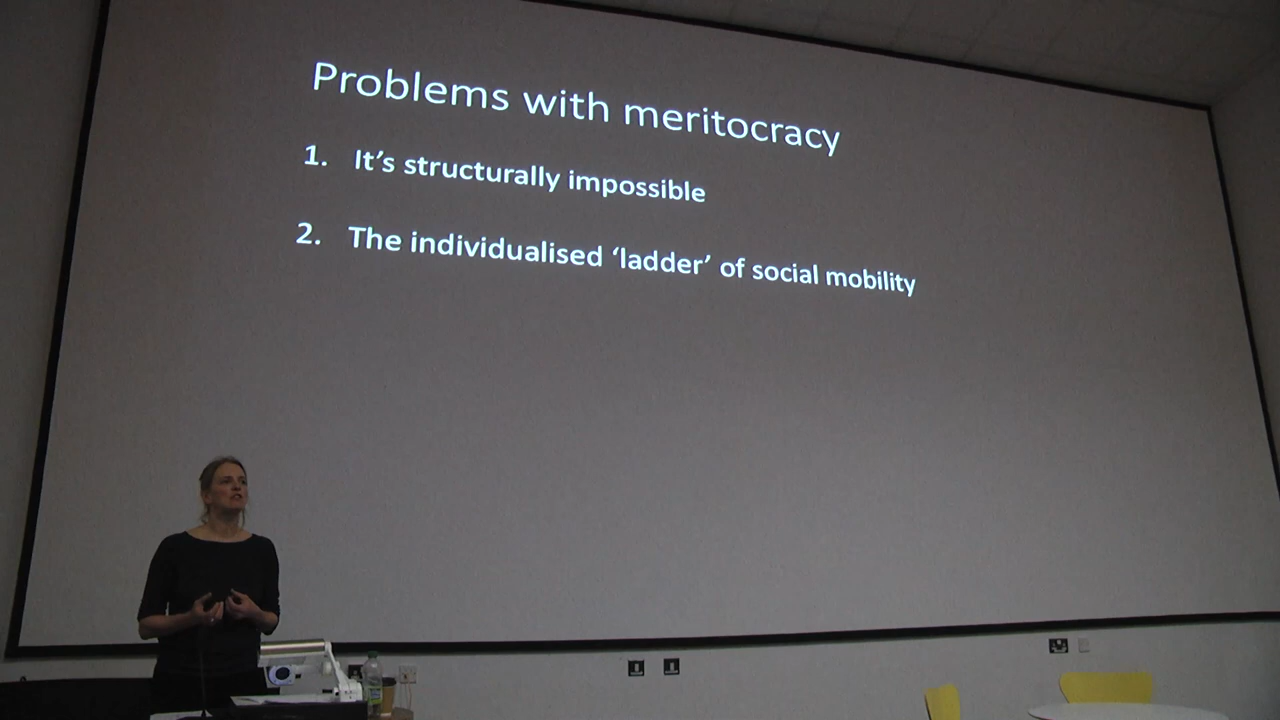 Problems with meritocracy
1. It’s structurally impossible
2. The individualised ‘ladder’ of social mobility